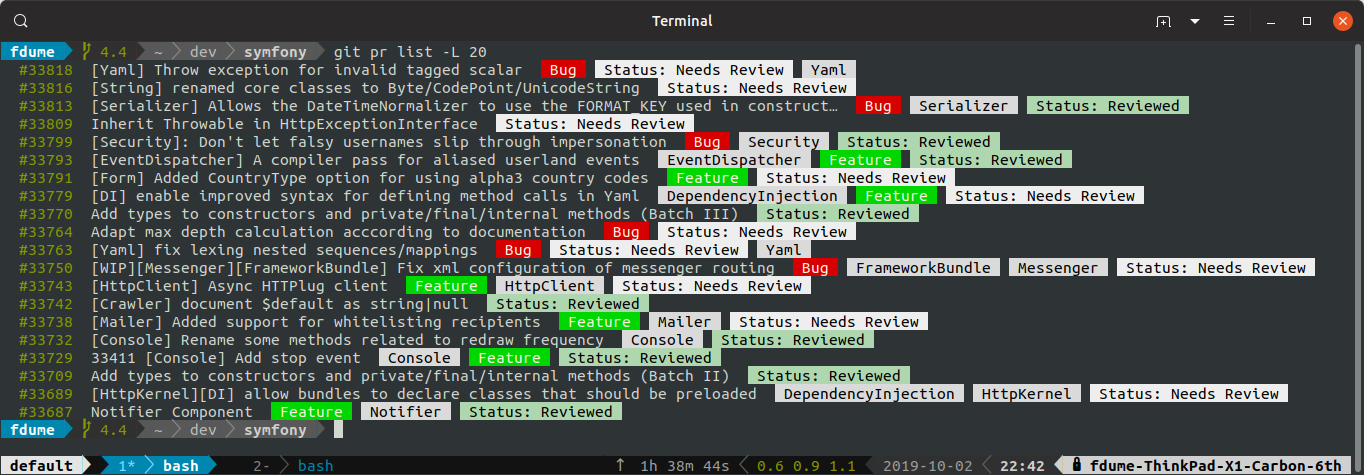 Terminal
fdume 4.4 ~ dev symfony git pr list -L 20
#33818 [Yaml] Throw exception for invalid tagged scalar Bug Status: Needs Review Yaml
#33816 [String] renamed core classes to Byte/CodePoint/UnicodeString Status: Needs Review
#33813 [Serializer] Allows the DateTimeNormalizer to use the FORMAT_KEY used in construct… Bug Serializer Status: Reviewed
#33809 Inherit Throwable in HttpExceptionInterface Status: Needs Review
#33799 [Security]: Don't let falsy usernames slip through impersonation Bug Security Status: Reviewed
#33793 [EventDispatcher] A compiler pass for aliased userland events EventDispatcher Feature Status: Reviewed
#33791 [Form] Added CountryType option for using alpha3 country codes Feature Status: Needs Review
#33779 [DI] enable improved syntax for defining method calls in Yaml DependencyInjection Feature Status: Needs Review
#33770 Add types to constructors and private/final/internal methods (Batch III) Status: Reviewed
#33764 Adapt max depth calculation acccording to documentation Bug Status: Needs Review
#33763 [Yaml] fix lexing nested sequences/mappings Bug Status: Needs Review Yaml
#33750 [WIP][Messenger][FrameworkBundle] Fix xml configuration of messenger routing Bug FrameworkBundle Messenger Status: Needs Review
#33743 [HttpClient] Async HTTPlug client Feature HttpClient Status: Needs Review
#33742 [Crawler] document $default as string|null Status: Reviewed
#33738 [Mailer] Added support for whitelisting recipients Feature Mailer Status: Needs Review
#33732 [Console] Rename some methods related to redraw frequency Console Status: Reviewed
#33729 33411 [Console] Add stop event Console Feature Status: Reviewed
#33709 Add types to constructors and private/final/internal methods (Batch II) Status: Reviewed
#33689 [HttpKernel][DI] allow bundles to declare classes that should be preloaded DependencyInjection HttpKernel Status: Needs Review
#33687 Notifier Component Feature Notifier Status: Reviewed
fdume 4.4 ~ dev symfony
default 1* bash 2- bash ↑ 1h 38m 44s 0.6 0.9 1.1 2019-10-02 22:42 fdume-ThinkPad-X1-Carbon-6th